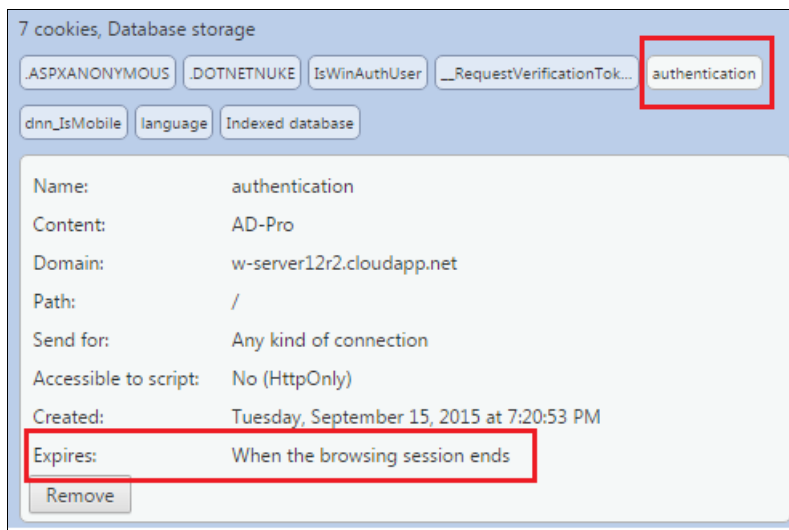 7 cookies, Database storage
.ASPXANONYMOUS .DOTNETNUKE IsWinAuthUser __RequestVerificationTok... authentication
dnn_IsMobile language Indexed database
Name: authentication
Content: AD-Pro
Domain: w-server12r2.cloudapp.net
Path: /
Send for: Any kind of connection
Accessible to script: No (HttpOnly)
Created: Tuesday, September 15, 2015 at 7:20:53 PM
Expires: When the browsing session ends
Remove